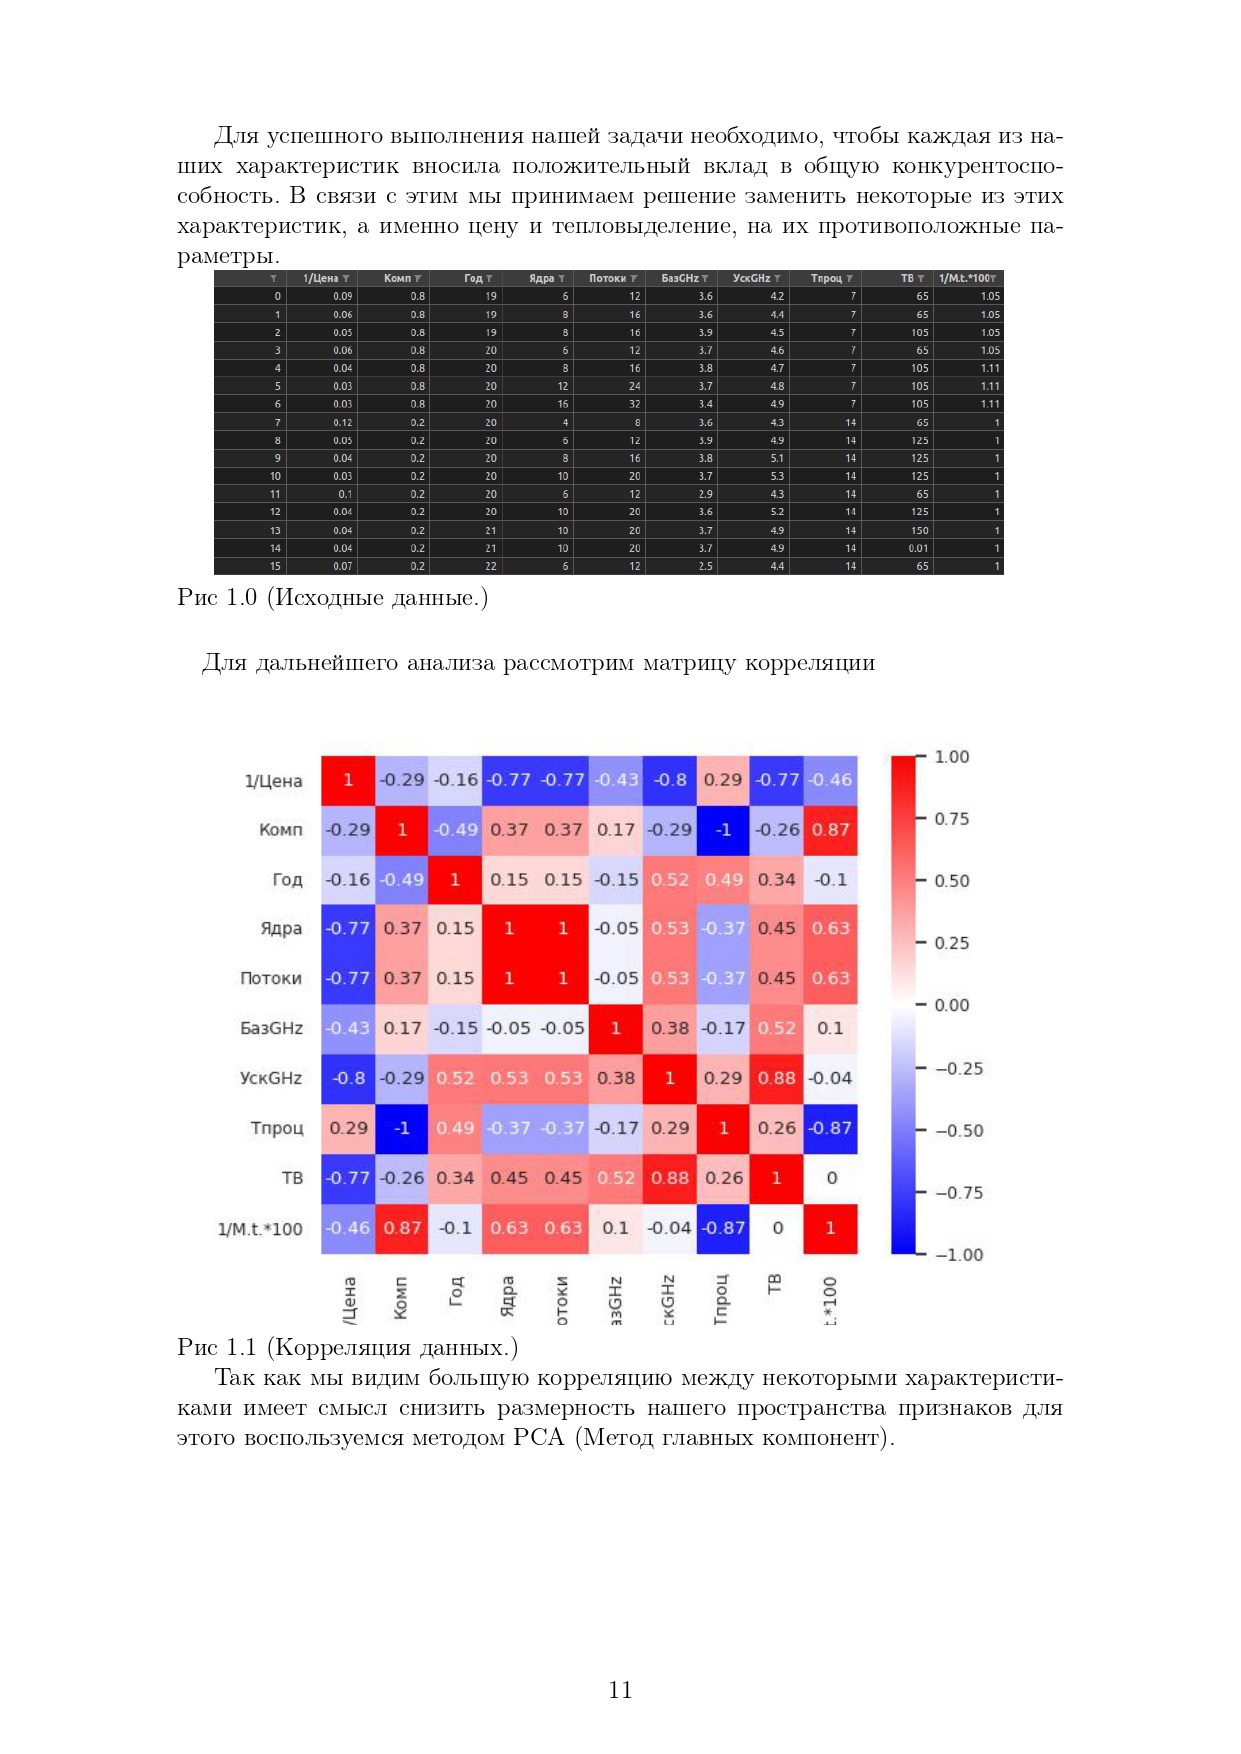 Для успешного выполнения нашей задачи необходимо, чтобы каждая из на-
ших характеристик вносила положительный вклад в общую конкурентоспо-
собность. В связи с этим мы принимаем решение заменить некоторые из этих
характеристик, а именно цену и тепловыделение, на их противоположные па-
раметры.
1/Цена Комп Год Ядра Потоки БазGHz УскGHz Тпроц ТВ 1/M.t.*100
0 0.09 0.8 19 6 12 3.6 4.2 7 65 1.05
1 0.06 0.8 19 8 16 3.6 4.4 7 65 1.05
2 0.05 0.8 19 8 16 3.9 4.5 7 105 1.05
3 0.06 0.8 20 6 12 3.7 4.6 7 65 1.05
4 0.04 0.8 20 8 16 3.8 4.7 7 105 1.11
5 0.03 0.8 20 12 24 3.7 4.8 7 105 1.11
6 0.03 0.8 20 16 32 3.4 4.9 7 105 1.11
7 0.12 0.2 20 4 8 3.6 4.3 14 65 1
8 0.05 0.2 20 6 12 3.9 4.9 14 125 1
9 0.04 0.2 20 8 16 3.8 5.1 14 125 1
10 0.03 0.2 20 10 20 3.7 5.3 14 125 1
11 0.1 0.2 20 6 12 2.9 4.3 14 65 1
12 0.04 0.2 20 10 20 3.6 5.2 14 125 1
13 0.04 0.2 21 10 20 3.7 4.9 14 150 1
14 0.04 0.2 21 10 20 3.7 4.9 14 0.01 1
15 0.07 0.2 22 6 12 2.5 4.4 14 65 1
Рис 1.0 (Исходные данные.)
Для дальнейшего анализа рассмотрим матрицу корреляции
1/Цена 1 -0.29 -0.16 -0.77 -0.77 -0.43 -0.8 0.29 -0.77 -0.46
Комп -0.29 1 -0.49 0.37 0.37 0.17 -0.29 -1 -0.26 0.87
Год -0.16 -0.49 1 0.15 0.15 -0.15 0.52 0.49 0.34 -0.1
Ядра -0.77 0.37 0.15 1 1 -0.05 0.53 -0.37 0.45 0.63
Потоки -0.77 0.37 0.15 1 1 -0.05 0.53 -0.37 0.45 0.63
БазGHz -0.43 0.17 -0.15 -0.05 -0.05 1 0.38 -0.17 0.52 0.1
УскGHz -0.8 -0.29 0.52 0.53 0.53 0.38 1 0.29 0.88 -0.04
Тпроц 0.29 -1 0.49 -0.37 -0.37 -0.17 0.29 1 0.26 -0.87
ТВ -0.77 -0.26 0.34 0.45 0.45 0.52 0.88 0.26 1 0
1/M.t.*100 -0.46 0.87 -0.1 0.63 0.63 0.1 -0.04 -0.87 0 1
/Цена Комп Год Ядра отоки азGHz скGHz Тпроц ТВ t.*100
1.00
0.75
0.50
0.25
0.00
−0.25
−0.50
−0.75
−1.00
Рис 1.1 (Корреляция данных.)
Так как мы видим большую корреляцию между некоторыми характеристи-
ками имеет смысл снизить размерность нашего пространства признаков для
этого воспользуемся методом PCA (Метод главных компонент).
11